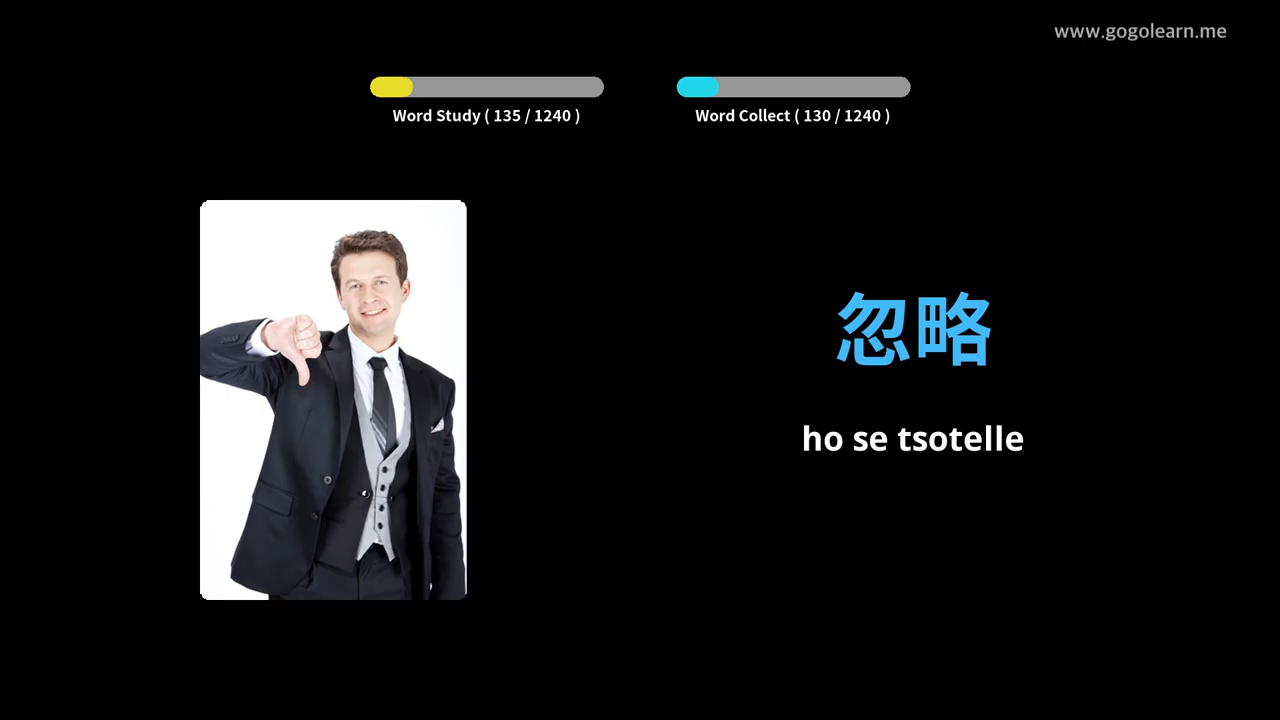 www.gogolearn.me
Word Study ( 135 / 1240 )
Word Collect ( 130 / 1240 )
忽略
ho se tsotelle